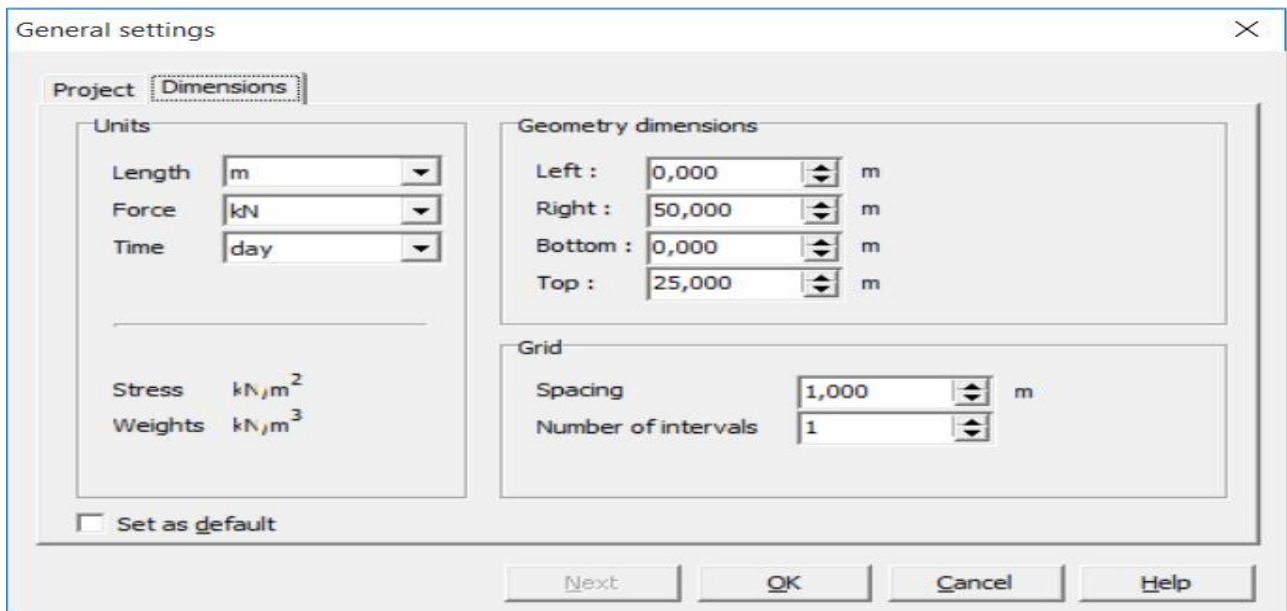 General settings
Project Dimensions
Units
Length m
Force kN
Time day
Stress kN/m²
Weights kN/m³
Geometry dimensions
Left : 0,000 m
Right : 50,000 m
Bottom : 0,000 m
Top : 25,000 m
Grid
Spacing 1,000 m
Number of intervals 1
Set as default
Next OK Cancel Help